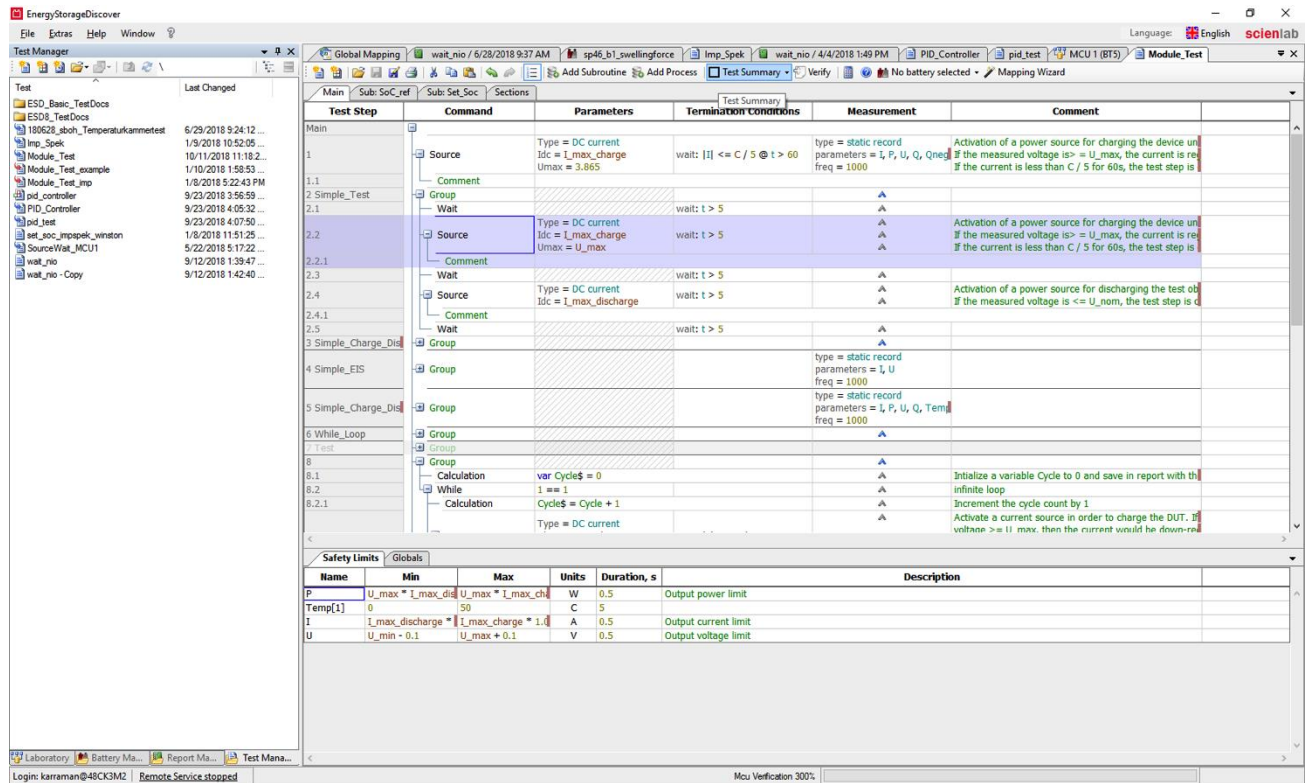 EnergyStorageDiscover
File Extras Help Window
Language: English scienlab
Test Manager
Global Mapping wait_nio / 6/28/2018 9:37 AM sp46_b1_swellingforce Imp_Spek wait_nio / 4/4/2018 1:49 PM PID_Controller pid_test MCU 1 (BT5) Module_Test
Add Subroutine Add Process Test Summary Verify No battery selected Mapping Wizard
Test Last Changed
ESD_Basic_TestDocs
ESD8_TestDocs
180628_sboh_Temperaturkammertest 6/29/2018 9:24:12 ...
Imp_Spek 1/9/2018 10:52:05 ...
Module_Test 10/11/2018 11:18:2...
Module_Test_example 1/10/2018 1:58:53 ...
Module_Test_imp 1/8/2018 5:22:43 PM
pid_controller 9/23/2018 3:56:59 ...
PID_Controller 9/23/2018 4:05:32 ...
pid_test 9/23/2018 4:07:50 ...
set_soc_impspek_winston 1/8/2018 11:51:25 ...
SourceWait_MCU1 5/22/2018 5:17:22 ...
wait_nio 9/12/2018 1:39:47 ...
wait_nio - Copy 9/12/2018 1:42:40 ...
Main Sub: SoC_ref Sub: Set_Soc Sections
Test Summary
Test Step Command Parameters Termination Conditions Measurement Comment
Main
1 Source
Type = DC current
Idc = I_max_charge
Umax = 3.865
wait: |I| <= C / 5 @ t > 60
type = static record
parameters = I, P, U, Q, Qneg
freq = 1000
Activation of a power source for charging the device un
If the measured voltage is> = U_max, the current is re
If the current is less than C / 5 for 60s, the test step is
1.1 Comment
2 Simple_Test Group
2.1 Wait wait: t > 5
2.2 Source
Type = DC current
Idc = I_max_charge
Umax = U_max
wait: t > 5
Activation of a power source for charging the device un
If the measured voltage is> = U_max, the current is re
If the current is less than C / 5 for 60s, the test step is
2.2.1 Comment
2.3 Wait wait: t > 5
2.4 Source
Type = DC current
Idc = I_max_discharge
wait: t > 5
Activation of a power source for discharging the test ob
If the measured voltage is <= U_nom, the test step is
2.4.1 Comment
2.5 Wait wait: t > 5
3 Simple_Charge_Dis Group
4 Simple_EIS Group
type = static record
parameters = I, U
freq = 1000
5 Simple_Charge_Dis Group
type = static record
parameters = I, P, U, Q, Temp
freq = 1000
6 While_Loop Group
7 Test Group
8 Group
8.1 Calculation var Cycle$ = 0 Intialize a variable Cycle to 0 and save in report with th
8.2 While 1 == 1 infinite loop
8.2.1 Calculation Cycle$ = Cycle + 1 Increment the cycle count by 1
Type = DC current
Activate a current source in order to charge the DUT. If
voltage >= U_max, then the current would be down-re
Safety Limits Globals
Name Min Max Units Duration, s Description
P U_max * I_max_dis U_max * I_max_cha W 0.5 Output power limit
Temp[1] 0 50 C 5
I I_max_discharge * I_max_charge * 1.0 A 0.5 Output current limit
U U_min - 0.1 U_max + 0.1 V 0.5 Output voltage limit
Laboratory Battery Ma... Report Ma... Test Mana...
Login: karraman@48CK3M2 Remote Service stopped Mcu Verification 300%